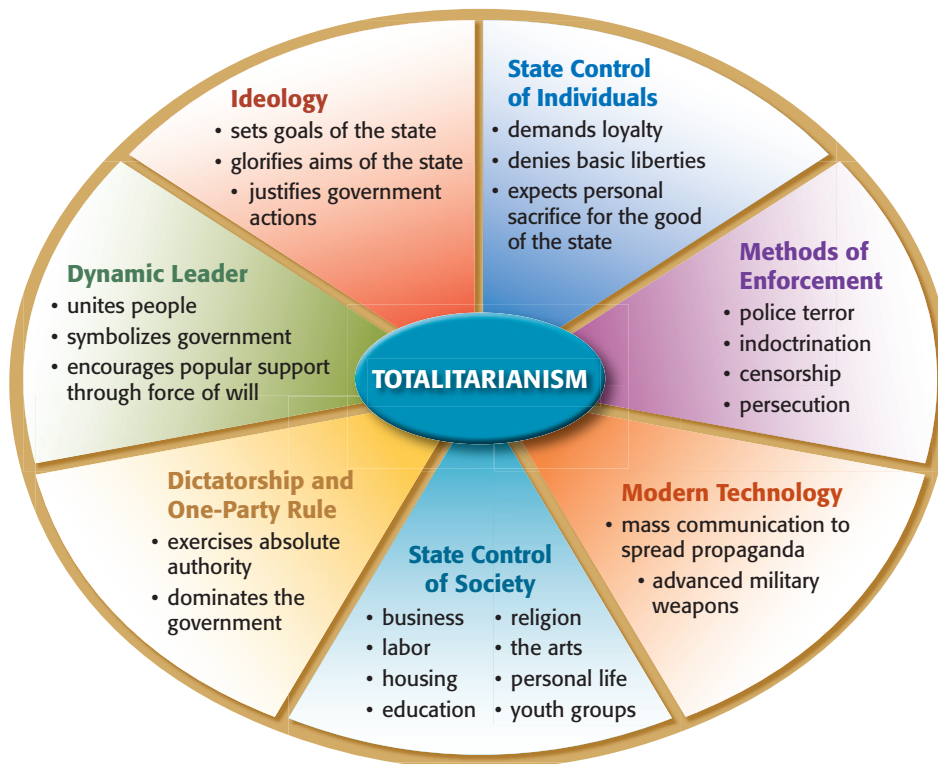 Ideology
• sets goals of the state
• glorifies aims of the state
• justifies government
actions
State Control
of Individuals
• demands loyalty
• denies basic liberties
• expects personal
sacrifice for the good
of the state
Methods of
Enforcement
• police terror
• indoctrination
• censorship
• persecution
Dynamic Leader
• unites people
• symbolizes government
• encourages popular support
through force of will
TOTALITARIANISM
Dictatorship and
One-Party Rule
• exercises absolute
authority
• dominates the
government
State Control
of Society
• business
• labor
• housing
• education
• religion
• the arts
• personal life
• youth groups
Modern Technology
• mass communication to
spread propaganda
• advanced military
weapons